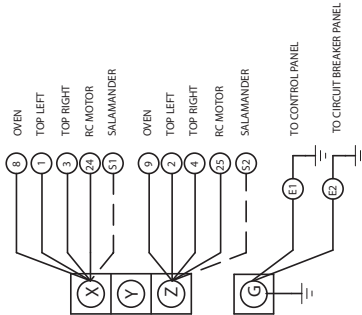 8 OVEN
1 TOP LEFT
3 TOP RIGHT
24 RC MOTOR
S1 SALAMANDER
9 OVEN
2 TOP LEFT
4 TOP RIGHT
25 RC MOTOR
S2 SALAMANDER
E1 TO CONTROL PANEL
E2 TO CIRCUIT BREAKER PANEL
X
Y
Z
G